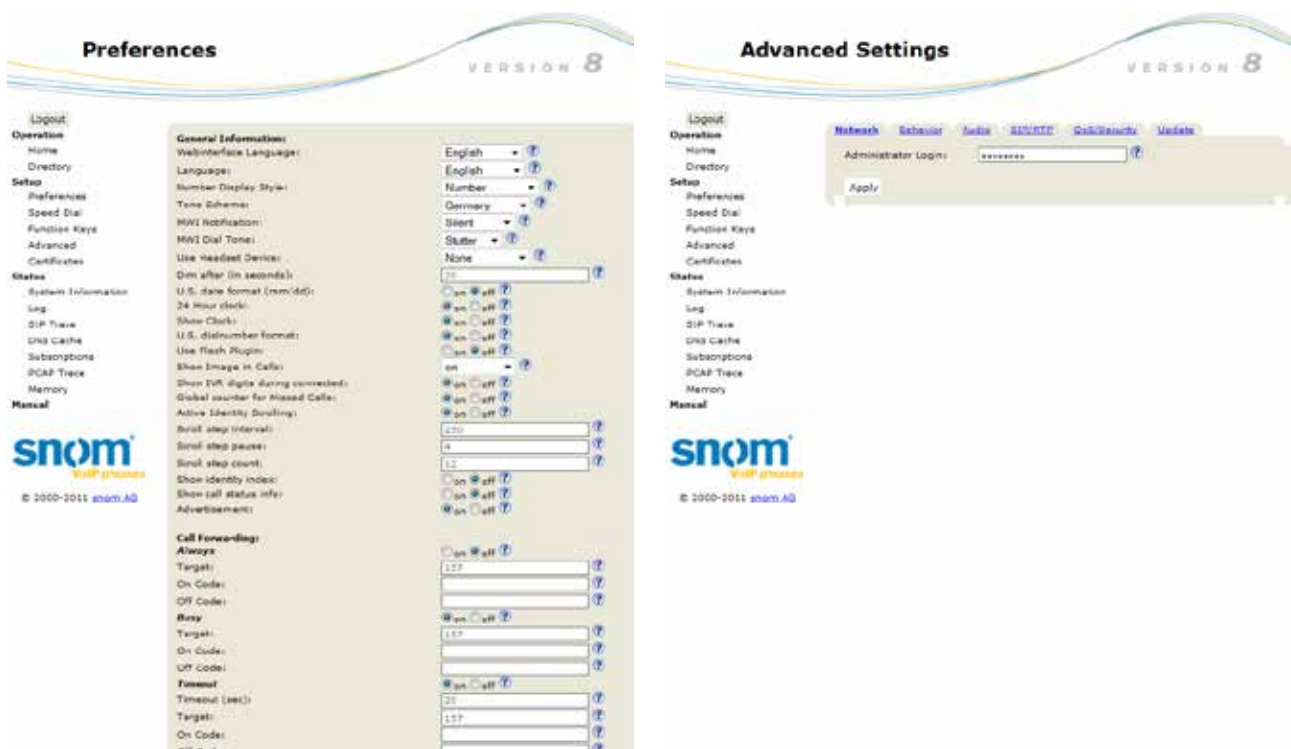 Preferences
VERSION 8
Logout
Operation
Home
Directory
Setup
Preferences
Speed Dial
Function Keys
Advanced
Certificates
Status
System Information
Log
SIP Trace
DNS Cache
Subscriptions
PCAP Trace
Memory
Manual
snom
VoIP phones
© 2000-2011 snom AG
General Information:
Webinterface Language: English
Language: English
Number Display Style: Number
Tone Scheme: Germany
MWI Notification: Silent
MWI Dial Tone: Stutter
Use Headset Device: None
Dim after (in seconds): 20
U.S. date format (mm/dd): on off
24 Hour clock: on off
Show Clock: on off
U.S. dialnumber format: on off
Use Flash Plugin: on off
Show Image in Calls: on
Show IVR digits during connected: on off
Global counter for Missed Calls: on off
Active Identity Scrolling: on off
Scroll step interval:
Scroll step pause: 4
Scroll step count: 12
Show identity index: on off
Show call status info: on off
Advertisement: on off
Call Forwarding:
Always on off
Target: 157
On Code:
Off Code:
Busy on off
Target: 157
On Code:
Off Code:
Timeout on off
Timeout (sec): 20
Target: 157
On Code:
Advanced Settings
VERSION 8
Logout
Operation
Home
Directory
Setup
Preferences
Speed Dial
Function Keys
Advanced
Certificates
Status
System Information
Log
SIP Trace
DNS Cache
Subscriptions
PCAP Trace
Memory
Manual
snom
VoIP phones
© 2000-2011 snom AG
Network Behavior Audio SIP/RTP QoS/Security Update
Administrator Login: ********
Apply